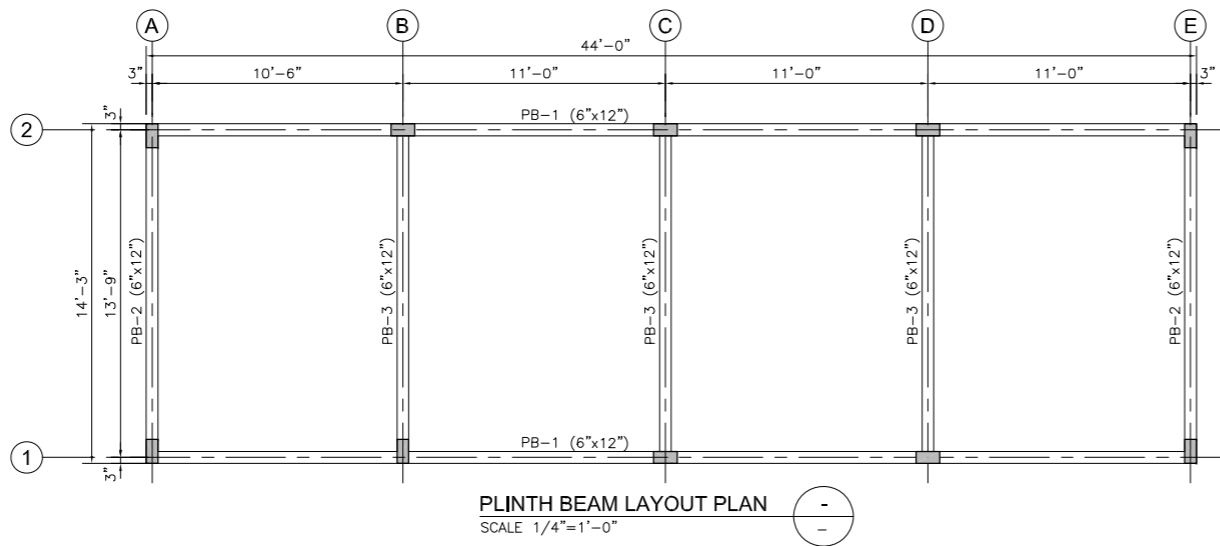 A B C D E
44'-0"
3" 10'-6" 11'-0" 11'-0" 11'-0" 3"
3"
PB-1 (6"x12")
2
14'-3"
13'-9"
PB-2 (6"x12")
PB-3 (6"x12")
PB-3 (6"x12")
PB-3 (6"x12")
PB-2 (6"x12")
PB-1 (6"x12")
1
3"
PLINTH BEAM LAYOUT PLAN -
SCALE 1/4"=1'-0" -